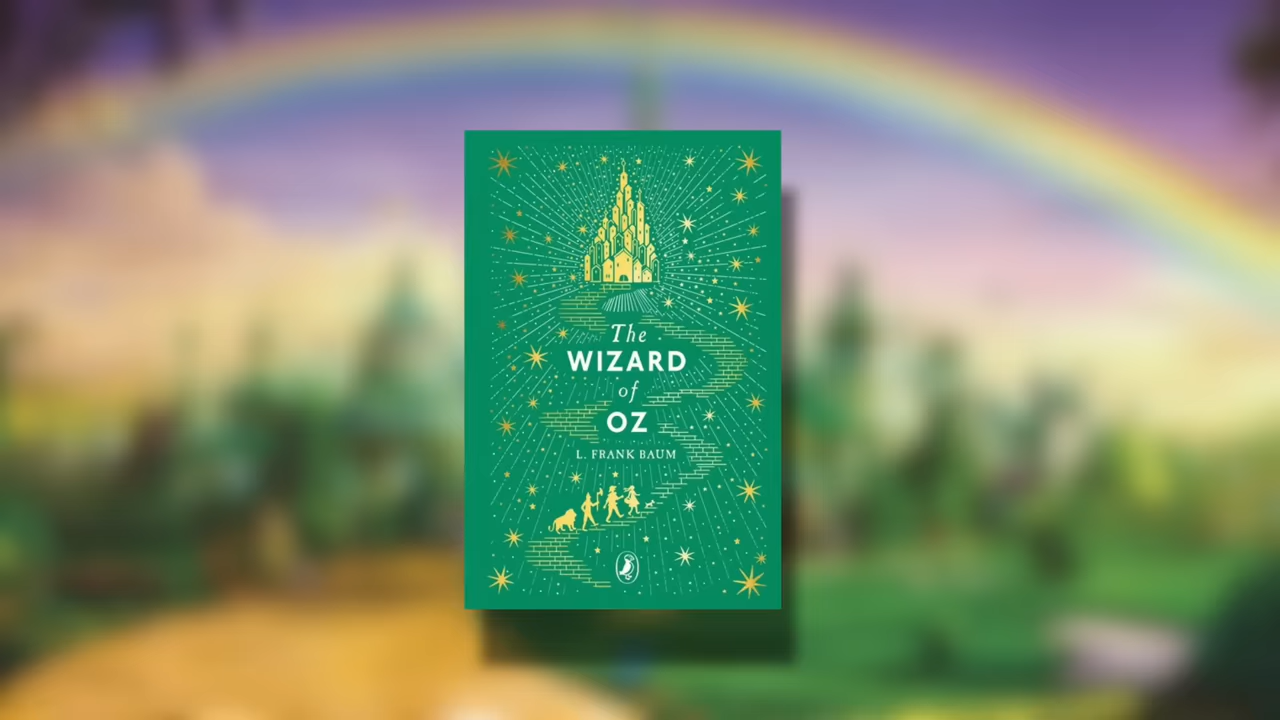 The
WIZARD
of
OZ
L. FRANK BAUM